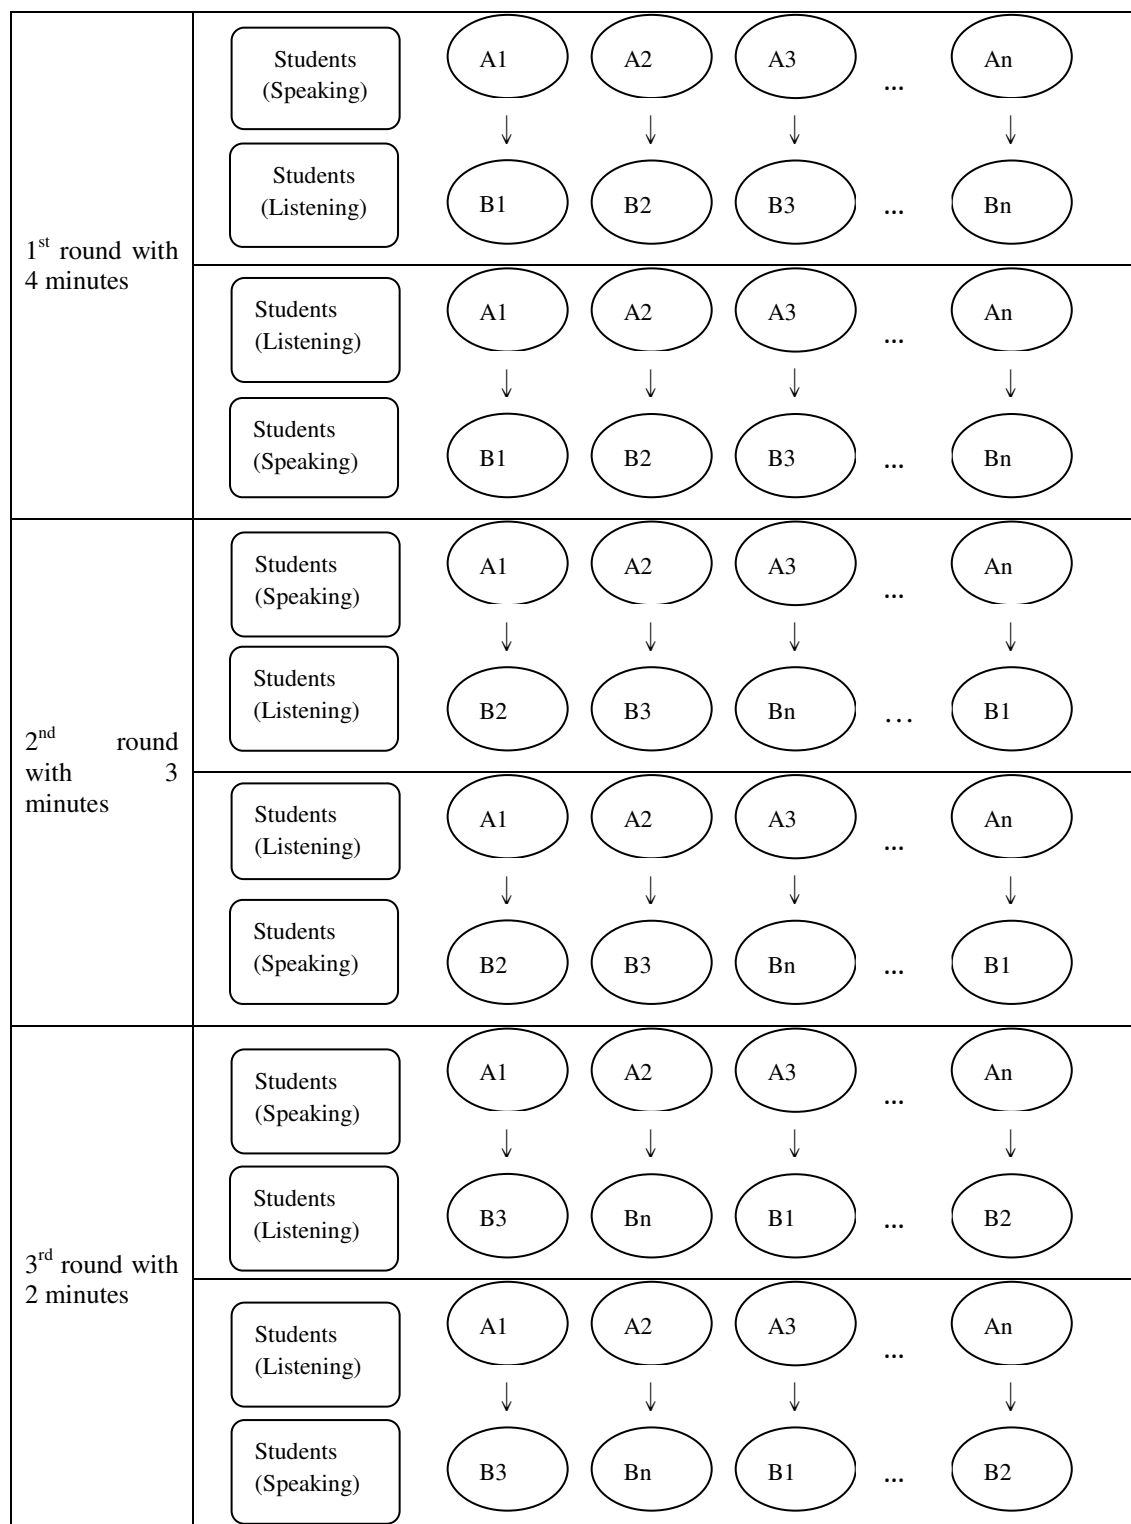 Students
(Speaking)
A1 A2 A3 ... An
↓ ↓ ↓ ↓
Students
(Listening)
B1 B2 B3 ... Bn
1st round with
4 minutes
Students
(Listening)
A1 A2 A3 ... An
↓ ↓ ↓ ↓
Students
(Speaking)
B1 B2 B3 ... Bn
Students
(Speaking)
A1 A2 A3 ... An
↓ ↓ ↓ ↓
Students
(Listening)
B2 B3 Bn ... B1
2nd round
with 3
minutes
Students
(Listening)
A1 A2 A3 ... An
↓ ↓ ↓ ↓
Students
(Speaking)
B2 B3 Bn ... B1
Students
(Speaking)
A1 A2 A3 ... An
↓ ↓ ↓ ↓
Students
(Listening)
B3 Bn B1 ... B2
3rd round with
2 minutes
Students
(Listening)
A1 A2 A3 ... An
↓ ↓ ↓ ↓
Students
(Speaking)
B3 Bn B1 ... B2